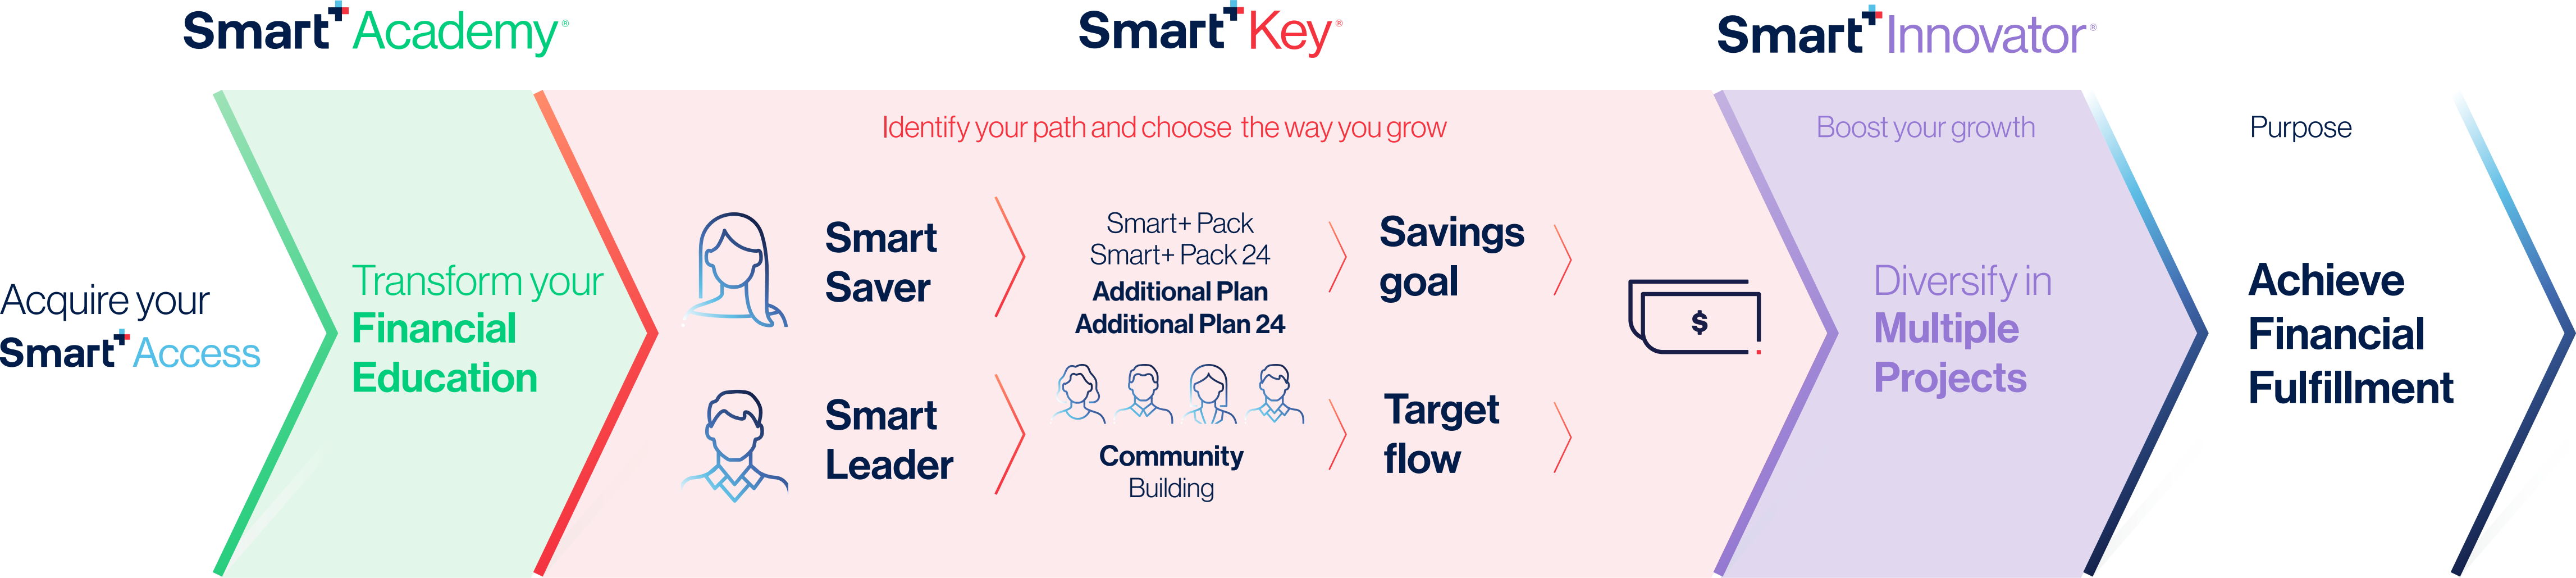 Smart+ Academy®
Smart+ Key®
Smart+ Innovator®
Acquire your
Smart+ Access
Transform your
Financial
Education
Identify your path and choose the way you grow
Smart
Saver
Smart+ Pack
Smart+ Pack 24
Additional Plan
Additional Plan 24
Savings
goal
Smart
Leader
Community
Building
Target
flow
$
Boost your growth
Diversify in
Multiple
Projects
Purpose
Achieve
Financial
Fulfillment